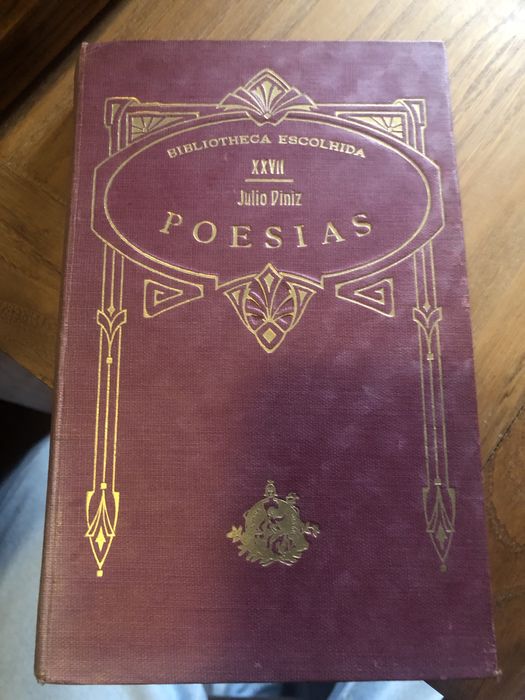 BIBLIOTHECA ESCOLHIDA
XXVII
Julio Diniz
POESIAS